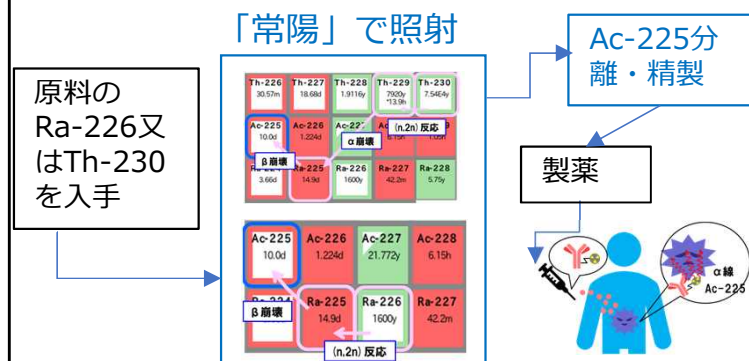 「常陽」で照射
原料の
Ra-226又
はTh-230
を入手
Th-226 Th-227 Th-228 Th-229 Th-230
30.57m 18.68d 1.9116y 7920y 7.54E4y
*13.9h
Ac-225 Ac-226
10.0d 1.224d
(n.2n) 反応
α崩壊
β崩壊
Ra-225 Ra-226 Ra-227 Ra-228
3.66d 14.9d 1600y 42.2m 5.75y
Ac-225 Ac-226 Ac-227 Ac-228
10.0d 1.224d 21.772y 6.15h
β崩壊
Ra-225 Ra-226 Ra-227
14.9d 1600y 42.2m
(n.2n) 反応
Ac-225分
離・精製
製薬
α線
Ac-225